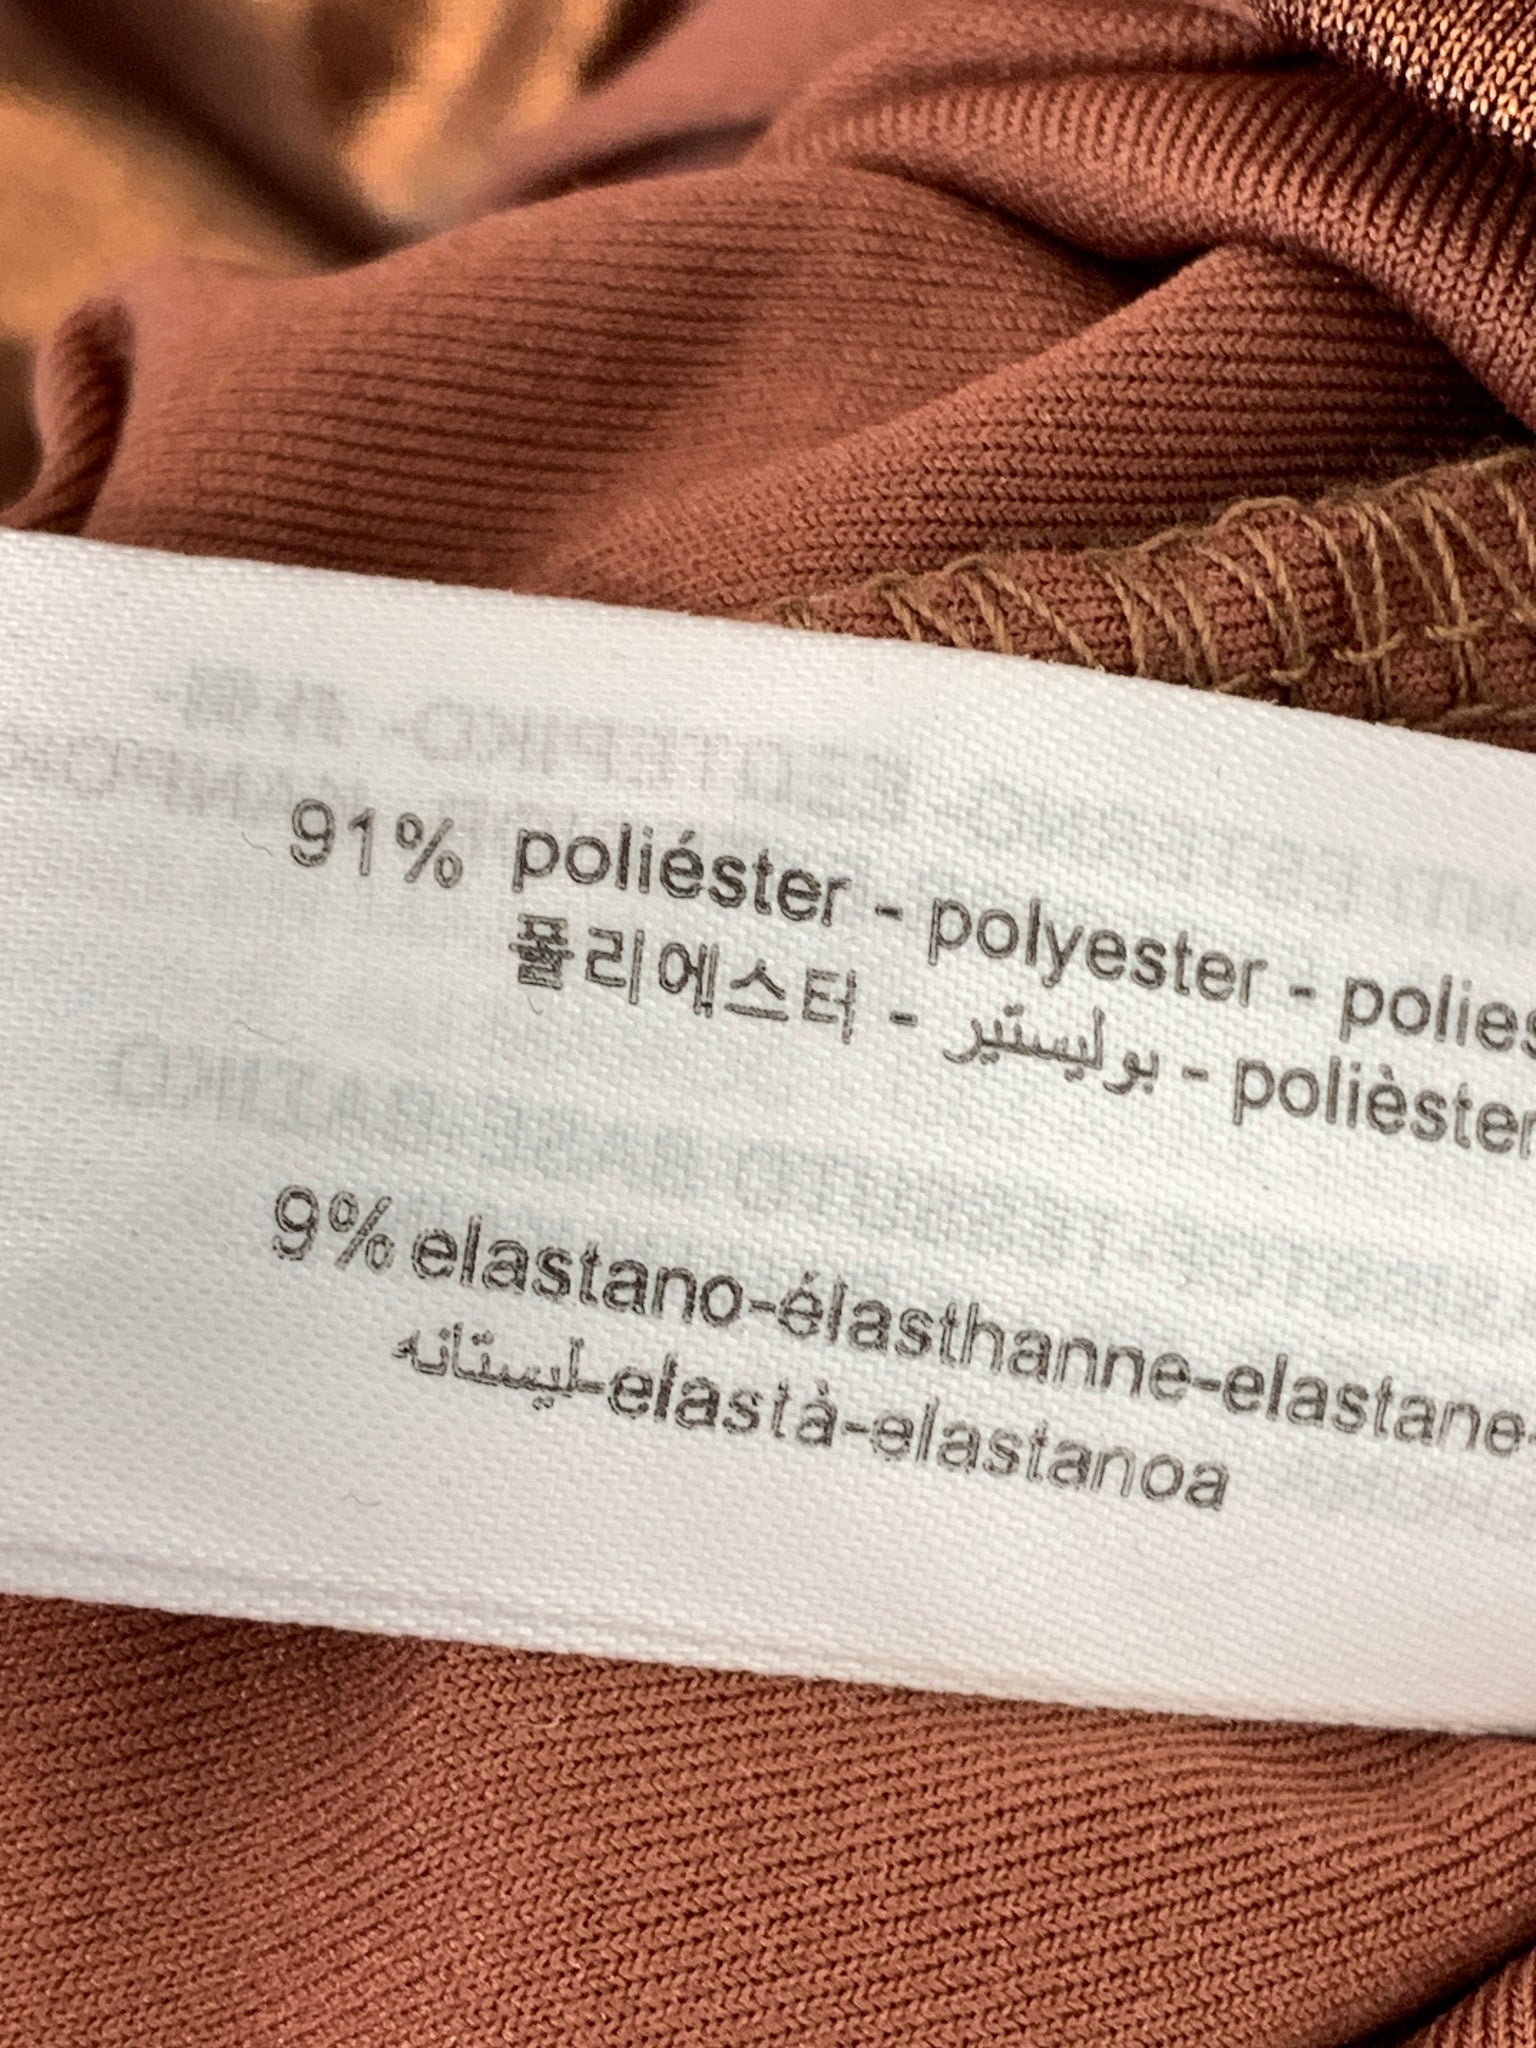 91% poliéster - polyester - polies
폴리에스터 - بوليستير - polièster
9% elastano-élasthanne-elastane-
ليستانه-elastà-elastanoa